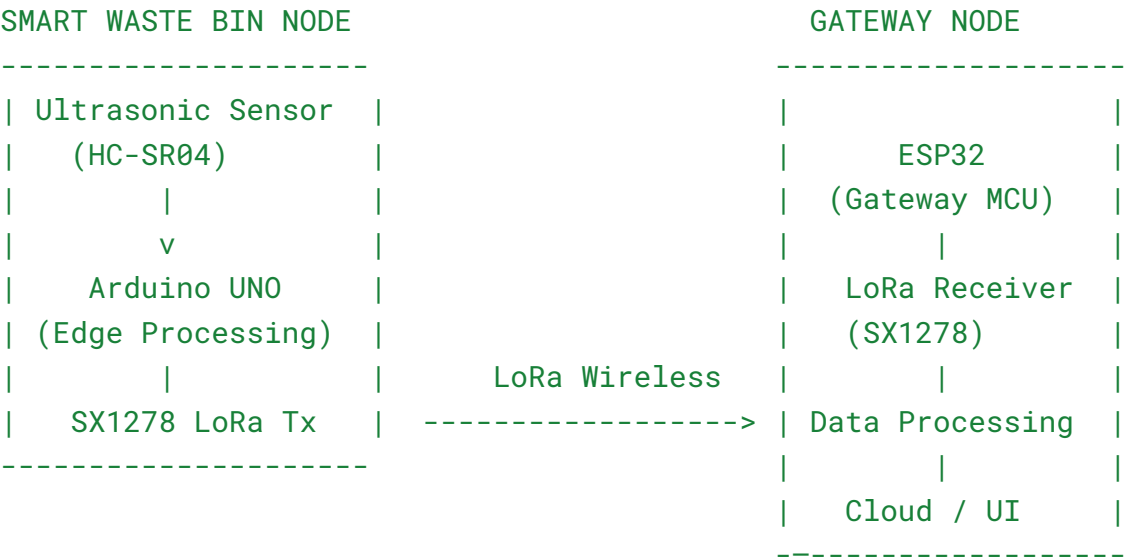 SMART WASTE BIN NODE                          GATEWAY NODE
---------------------                       --------------------
| Ultrasonic Sensor  |                      |                  |
|   (HC-SR04)        |                      |      ESP32       |
|        |           |                      |  (Gateway MCU)   |
|        v           |                      |        |         |
|    Arduino UNO     |                      |   LoRa Receiver  |
| (Edge Processing)  |                      |   (SX1278)       |
|        |           |      LoRa Wireless   |        |         |
|   SX1278 LoRa Tx   |  ------------------> | Data Processing  |
---------------------                       |        |         |
                                            |   Cloud / UI     |
                                            -–------------------